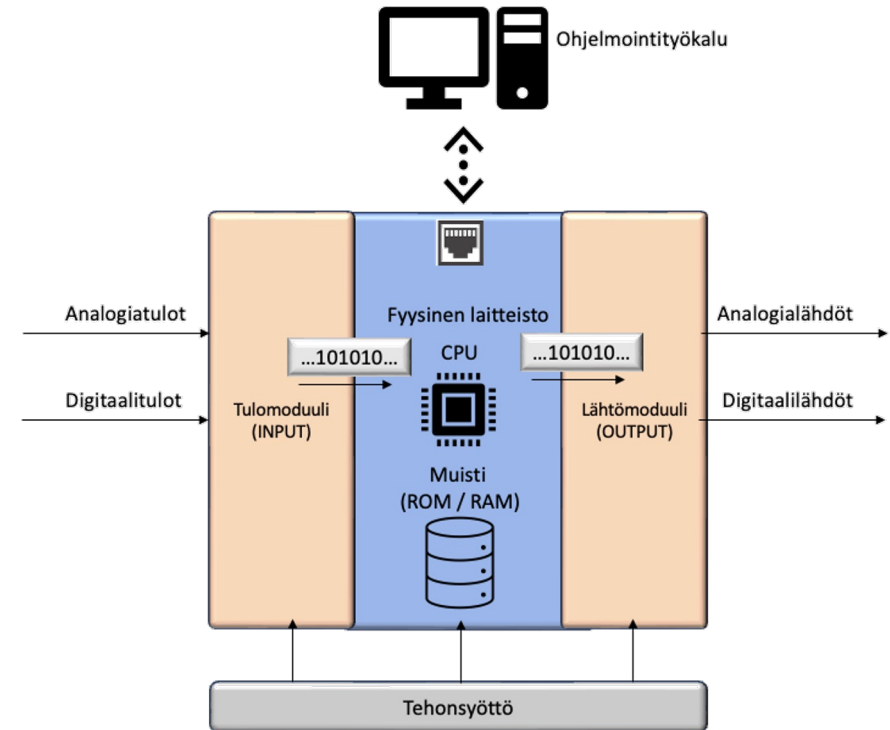 Ohjelmointityökalu
Analogiatulot
Fyysinen laitteisto
Analogialähdöt
...101010...
CPU
...101010...
Digitaalitulot
Tulomoduuli
(INPUT)
Lähtömoduuli
(OUTPUT)
Digitaalilähdöt
Muisti
(ROM / RAM)
Tehonsyöttö